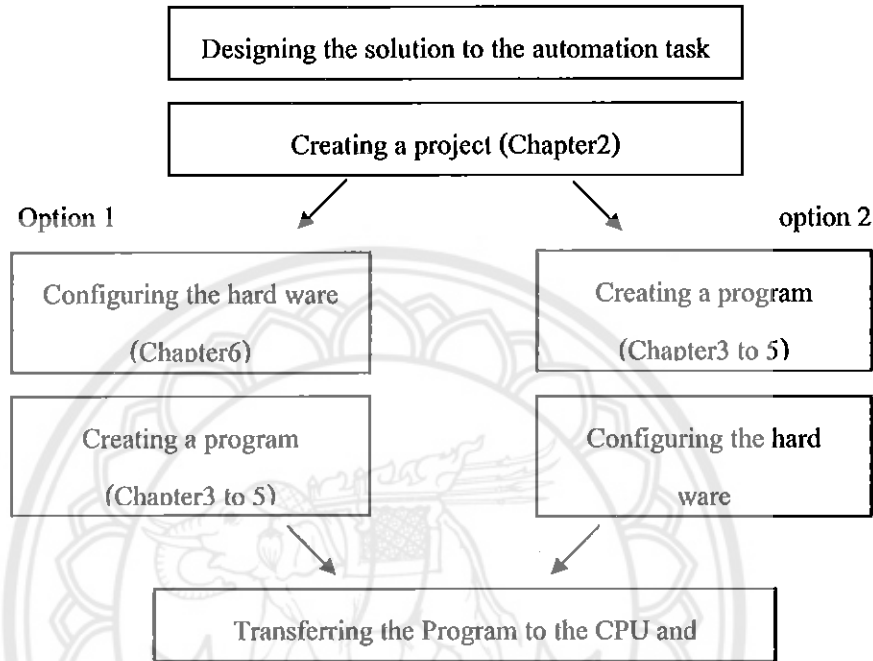 Designing the solution to the automation task
Creating a project (Chapter2)
Option 1
option 2
Configuring the hard ware
(Chapter6)
Creating a program
(Chapter3 to 5)
Creating a program
(Chapter3 to 5)
Configuring the hard
ware
Transferring the Program to the CPU and